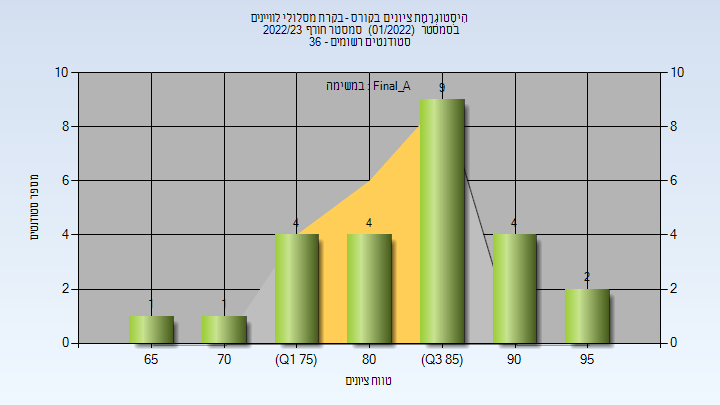 היסטוגרמת ציונים בקורס - בקרת מסלולי לוויינים
בסמסטר (01/2022) סמסטר חורף 2022/23
סטודנטים רשומים - 36
במשימה : Final_A
10 10
8 8
6 6
4 4
2 2
0 0
1 1 4 4 9 4 2
מספר סטודנטים
65 70 (Q1 75) 80 (Q3 85) 90 95
טווח ציונים